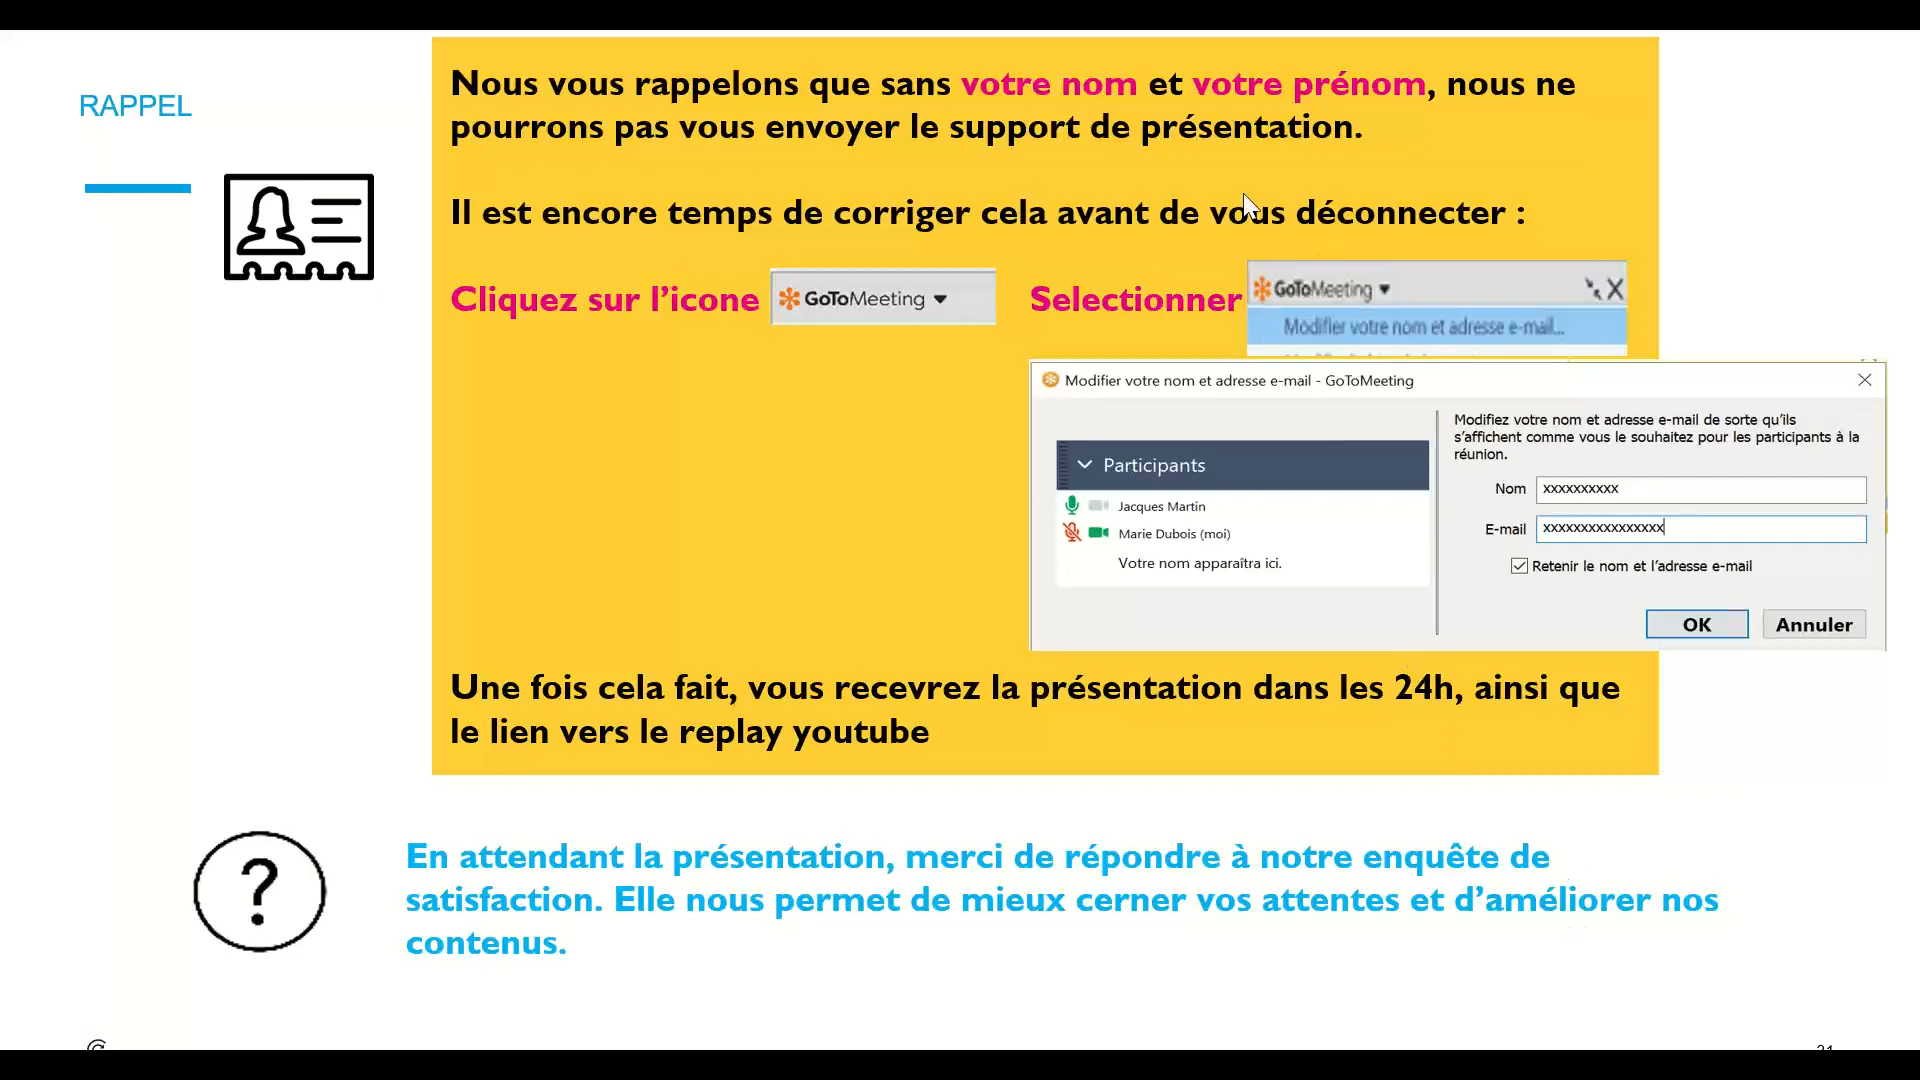 RAPPEL
Nous vous rappelons que sans votre nom et votre prénom, nous ne
pourrons pas vous envoyer le support de présentation.
Il est encore temps de corriger cela avant de vous déconnecter :
Cliquez sur l’icone
GoToMeeting
Selectionner
GoToMeeting
Modifier votre nom et adresse e-mail...
Modifier votre nom et adresse e-mail - GoToMeeting
Participants
Jacques Martin
Marie Dubois (moi)
Votre nom apparaîtra ici.
Modifiez votre nom et adresse e-mail de sorte qu’ils
s’affichent comme vous le souhaitez pour les participants à la
réunion.
Nom xxxxxxxxxx
E-mail xxxxxxxxxxxxxxxx
Retenir le nom et l’adresse e-mail
OK Annuler
Une fois cela fait, vous recevrez la présentation dans les 24h, ainsi que
le lien vers le replay youtube
?
En attendant la présentation, merci de répondre à notre enquête de
satisfaction. Elle nous permet de mieux cerner vos attentes et d’améliorer nos
contenus.